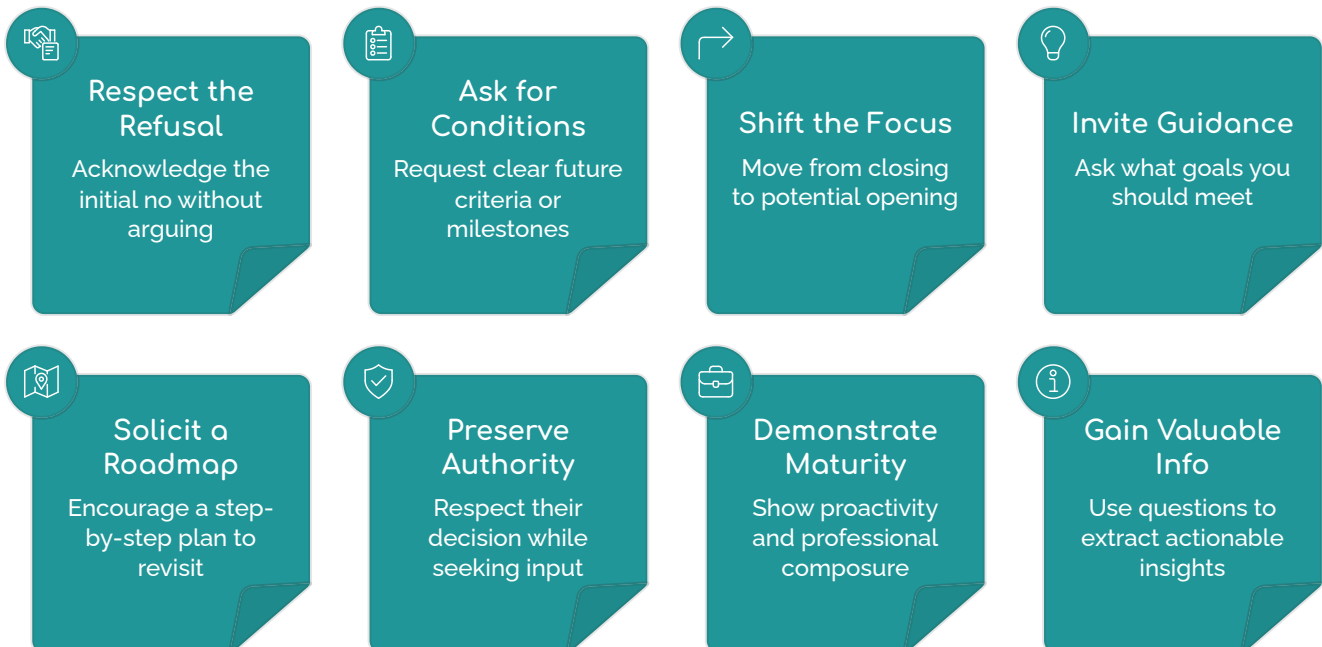 Respect the
Refusal
Acknowledge the
initial no without
arguing
Ask for
Conditions
Request clear future
criteria or
milestones
Shift the Focus
Move from closing
to potential opening
Invite Guidance
Ask what goals you
should meet
Solicit a
Roadmap
Encourage a step-
by-step plan to
revisit
Preserve
Authority
Respect their
decision while
seeking input
Demonstrate
Maturity
Show proactivity
and professional
composure
Gain Valuable
Info
Use questions to
extract actionable
insights